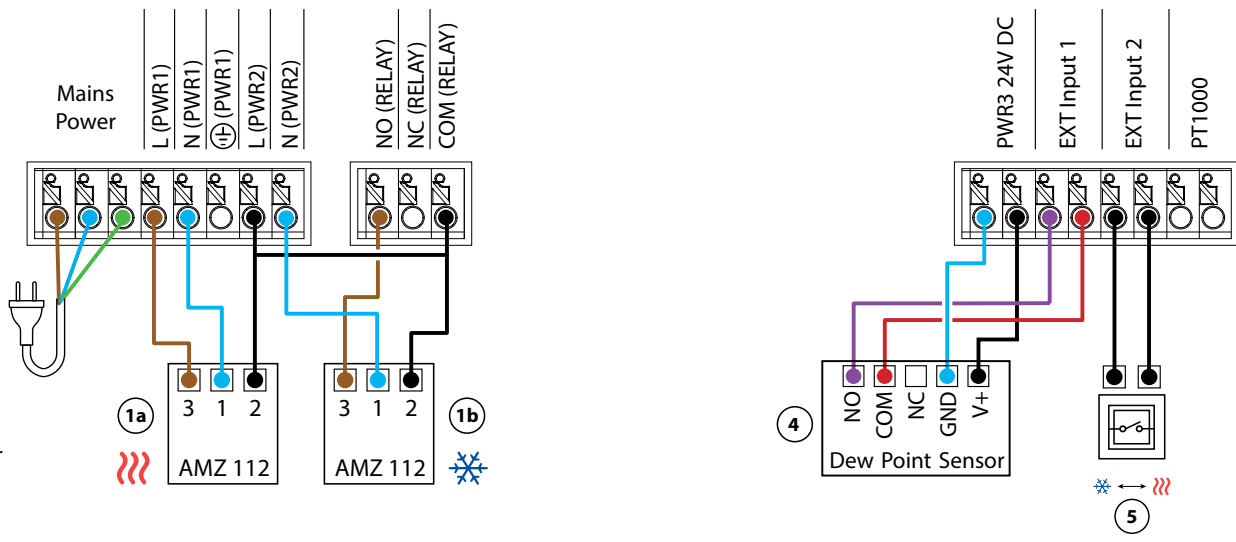 Mains
Power
L (PWR1)
N (PWR1)
(PWR1)
L (PWR2)
N (PWR2)
NO (RELAY)
NC (RELAY)
COM (RELAY)
PWR3 24V DC
EXT Input 1
EXT Input 2
PT1000
3 1 2
AMZ 112
1a
3 1 2
AMZ 112
1b
NO
COM
NC
GND
V+
Dew Point Sensor
4
5